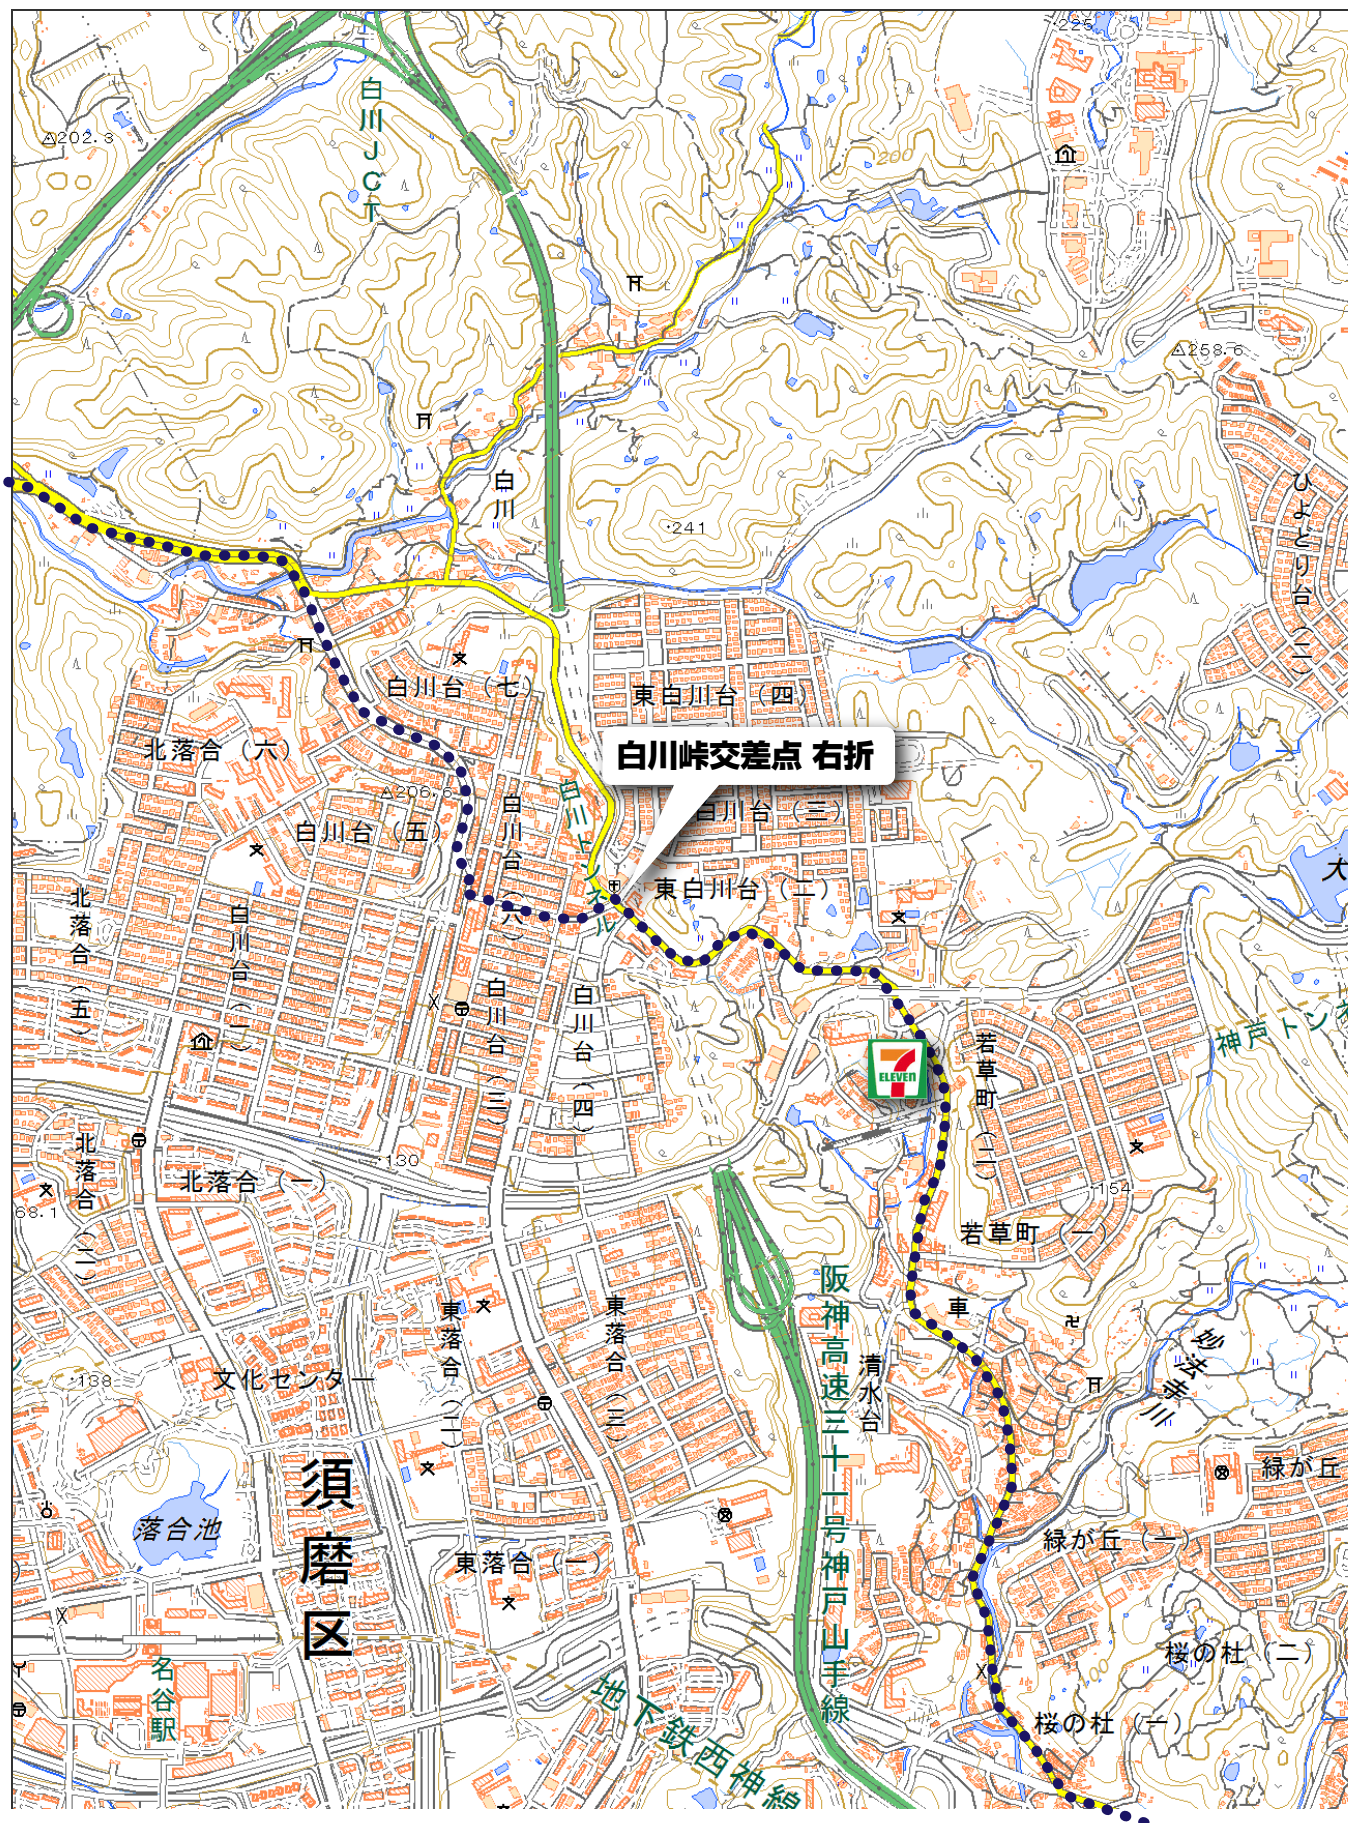 225
白川JCT
202.3
200
258.6
200
白川
241
ひよどり台(二)
白川台(七)
東白川台(四)
北落合(六)
白川峠交差点 右折
206.6
白川台(五)
白川台(六)
白川トンネル
白川台(三)
東白川台(二)
大
北落合(五)
白川台(一)
白川台(三)
白川台(四)
神戸トンネ
7
ELEVEn
若草町(二)
北落合(二)
130
北落合(一)
154
68.1
若草町(一)
車
東落合(二)
東落合(三)
阪神高速三十一号神戸山手線
清水台
妙法寺川
138
文化センター
須磨区
緑が丘
落合池
緑が丘(一)
東落合(一)
桜の杜(二)
名谷駅
地下鉄西神線
桜の杜(一)